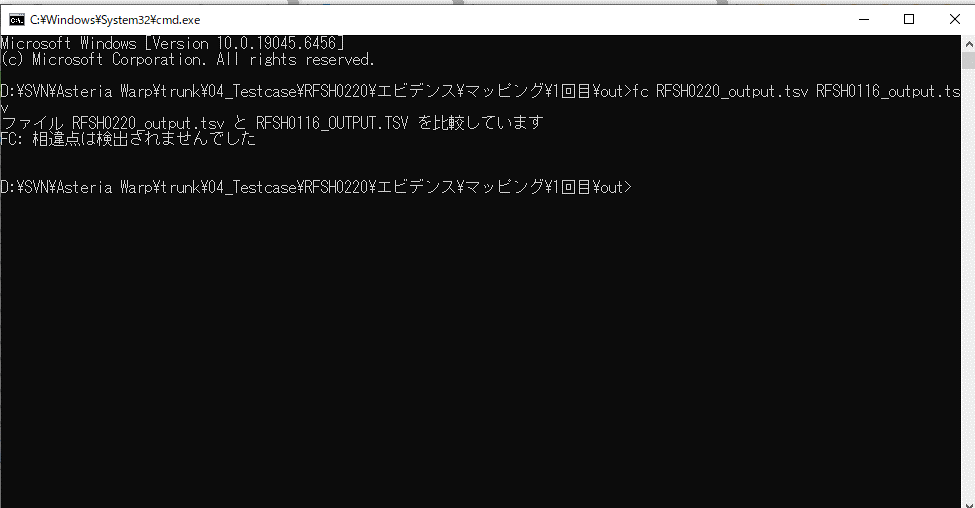 C:¥Windows¥System32¥cmd.exe
Microsoft Windows [Version 10.0.19045.6456]
(c) Microsoft Corporation. All rights reserved.
D:¥SVN¥Asteria Warp¥trunk¥04_Testcase¥RFSH0220¥エビデンス¥マッピング¥1回目¥out>fc RFSH0220_output.tsv RFSH0116_output.ts
v
ファイル RFSH0220_output.tsv と RFSH0116_OUTPUT.TSV を比較しています
FC: 相違点は検出されませんでした
D:¥SVN¥Asteria Warp¥trunk¥04_Testcase¥RFSH0220¥エビデンス¥マッピング¥1回目¥out>